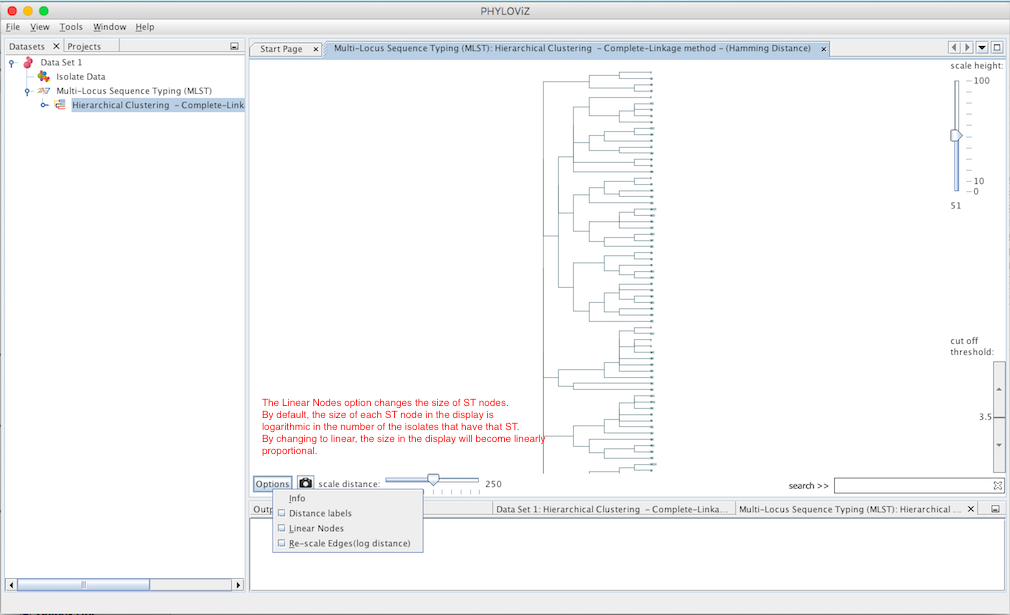 PHYLOViZ
File View Tools Window Help
Datasets Projects
Data Set 1
Isolate Data
Multi-Locus Sequence Typing (MLST)
Hierarchical Clustering - Complete-Link
Start Page
Multi-Locus Sequence Typing (MLST): Hierarchical Clustering - Complete-Linkage method - (Hamming Distance)
scale height:
100
10
0
51
cut off
threshold:
3.5
The Linear Nodes option changes the size of ST nodes.
By default, the size of each ST node in the display is
logarithmic in the number of the isolates that have that ST.
By changing to linear, the size in the display will become linearly
proportional.
Options
scale distance:
250
search >>
Info
Distance labels
Linear Nodes
Re-scale Edges(log distance)
Data Set 1: Hierarchical Clustering - Complete-Linka...
Multi-Locus Sequence Typing (MLST): Hierarchical ...